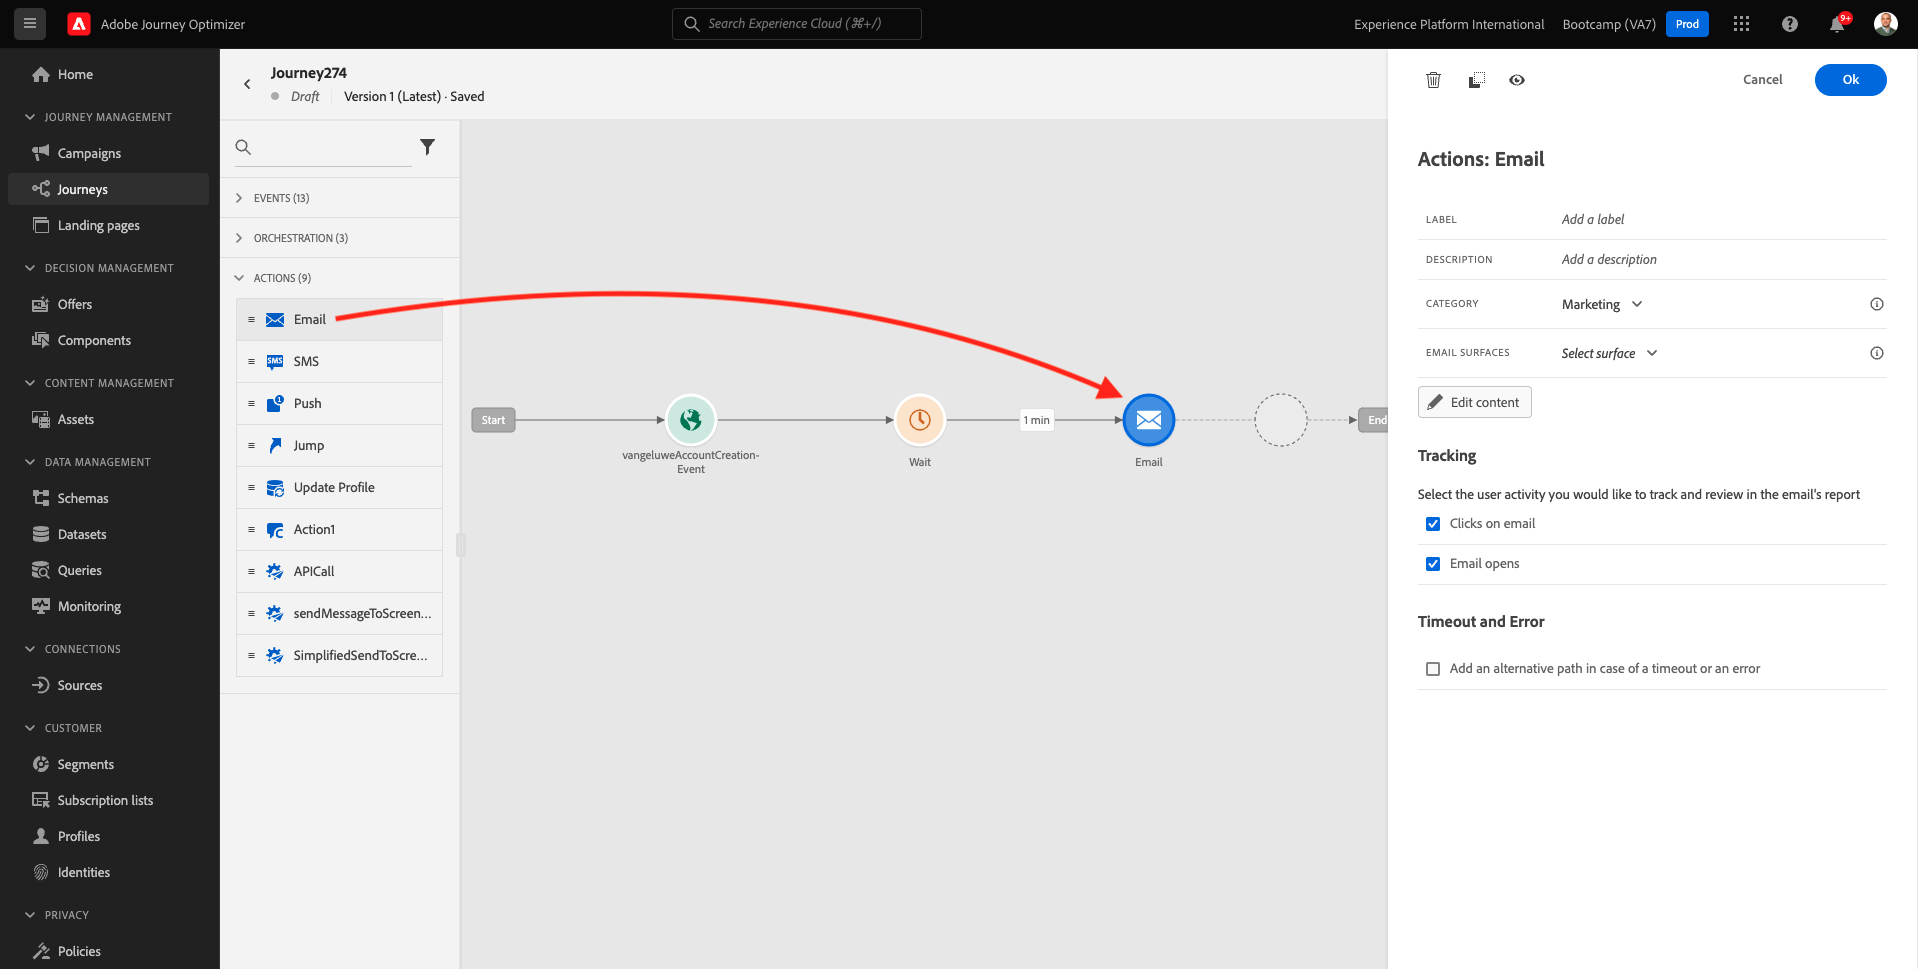 Adobe Journey Optimizer
Search Experience Cloud (⌘+/)
Experience Platform International
Bootcamp (VA7)
Prod
9+
Home
JOURNEY MANAGEMENT
Campaigns
Journeys
Landing pages
DECISION MANAGEMENT
Offers
Components
CONTENT MANAGEMENT
Assets
DATA MANAGEMENT
Schemas
Datasets
Queries
Monitoring
CONNECTIONS
Sources
CUSTOMER
Segments
Subscription lists
Profiles
Identities
PRIVACY
Policies
Journey274
Draft
Version 1 (Latest) · Saved
EVENTS (13)
ORCHESTRATION (3)
ACTIONS (9)
Email
SMS
SMS
1
Push
Jump
Update Profile
Action1
APICall
sendMessageToScreen...
SimplifiedSendToScre...
Start
vangeluweAccountCreation-
Event
Wait
1 min
Email
End
Cancel
Ok
Actions: Email
LABEL
Add a label
DESCRIPTION
Add a description
CATEGORY
Marketing
EMAIL SURFACES
Select surface
Edit content
Tracking
Select the user activity you would like to track and review in the email's report
Clicks on email
Email opens
Timeout and Error
Add an alternative path in case of a timeout or an error